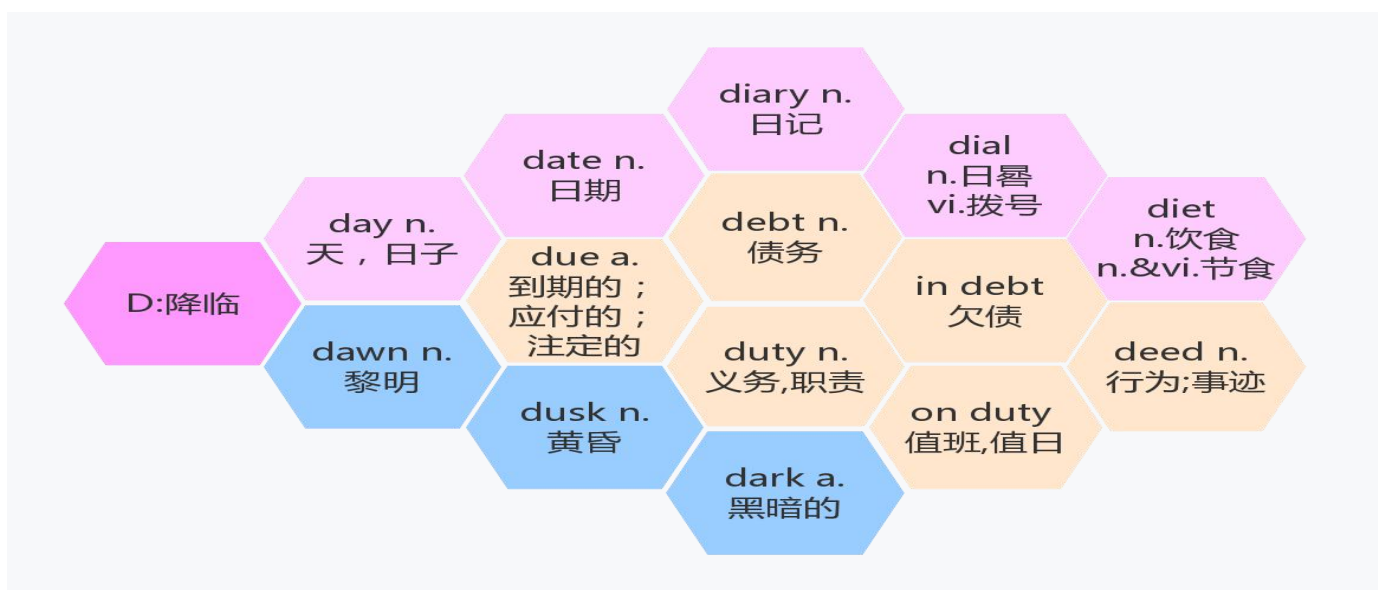 D:降临
day n.
天，日子
dawn n.
黎明
date n.
日期
due a.
到期的；
应付的；
注定的
dusk n.
黄昏
diary n.
日记
debt n.
债务
duty n.
义务,职责
dark a.
黑暗的
dial
n.日晷
vi.拨号
in debt
欠债
on duty
值班,值日
diet
n.饮食
n.&vi.节食
deed n.
行为;事迹